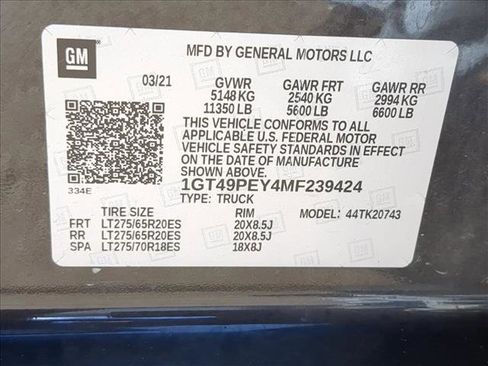 GM
MFD BY GENERAL MOTORS LLC
03/21 GVWR GAWR FRT GAWR RR
5148 KG 2540 KG 2994 KG
11350 LB 5600 LB 6600 LB
THIS VEHICLE CONFORMS TO ALL
APPLICABLE U.S. FEDERAL MOTOR
VEHICLE SAFETY STANDARDS IN
EFFECT ON THE DATE OF MANUFACTURE
SHOWN ABOVE.
334E
1GT49PEY4MF239424
TYPE: TRUCK
TIRE SIZE RIM MODEL: 44TK20743
FRT LT275/65R20ES 20X8.5J
RR LT275/65R20ES 20X8.5J
SPA LT275/70R18ES 18X8J